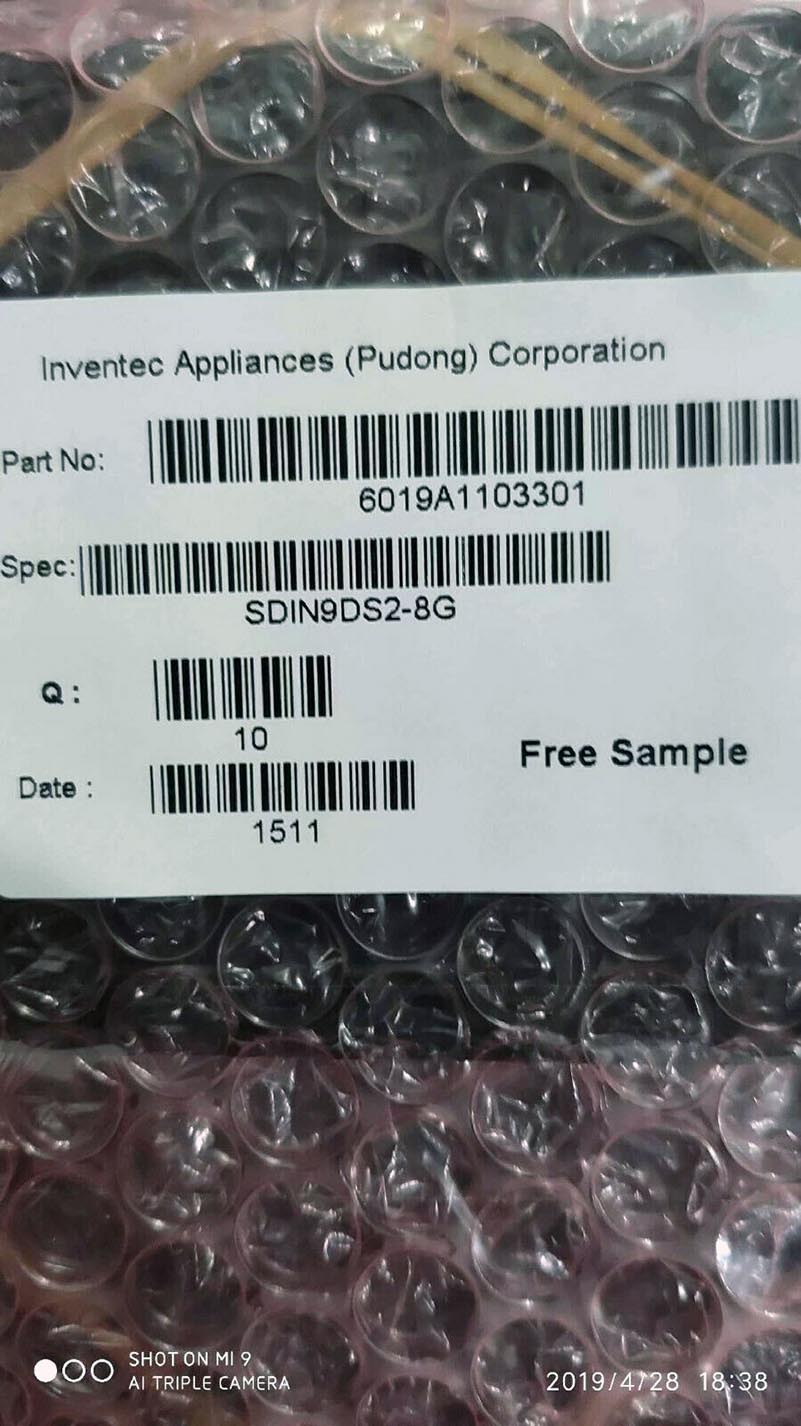 Inventec Appliances (Pudong) Corporation
Part No:
6019A1103301
Spec:
SDIN9DS2-8G
Q :
10
Free Sample
Date :
1511
SHOT ON MI 9
AI TRIPLE CAMERA
2019/4/28 18:38